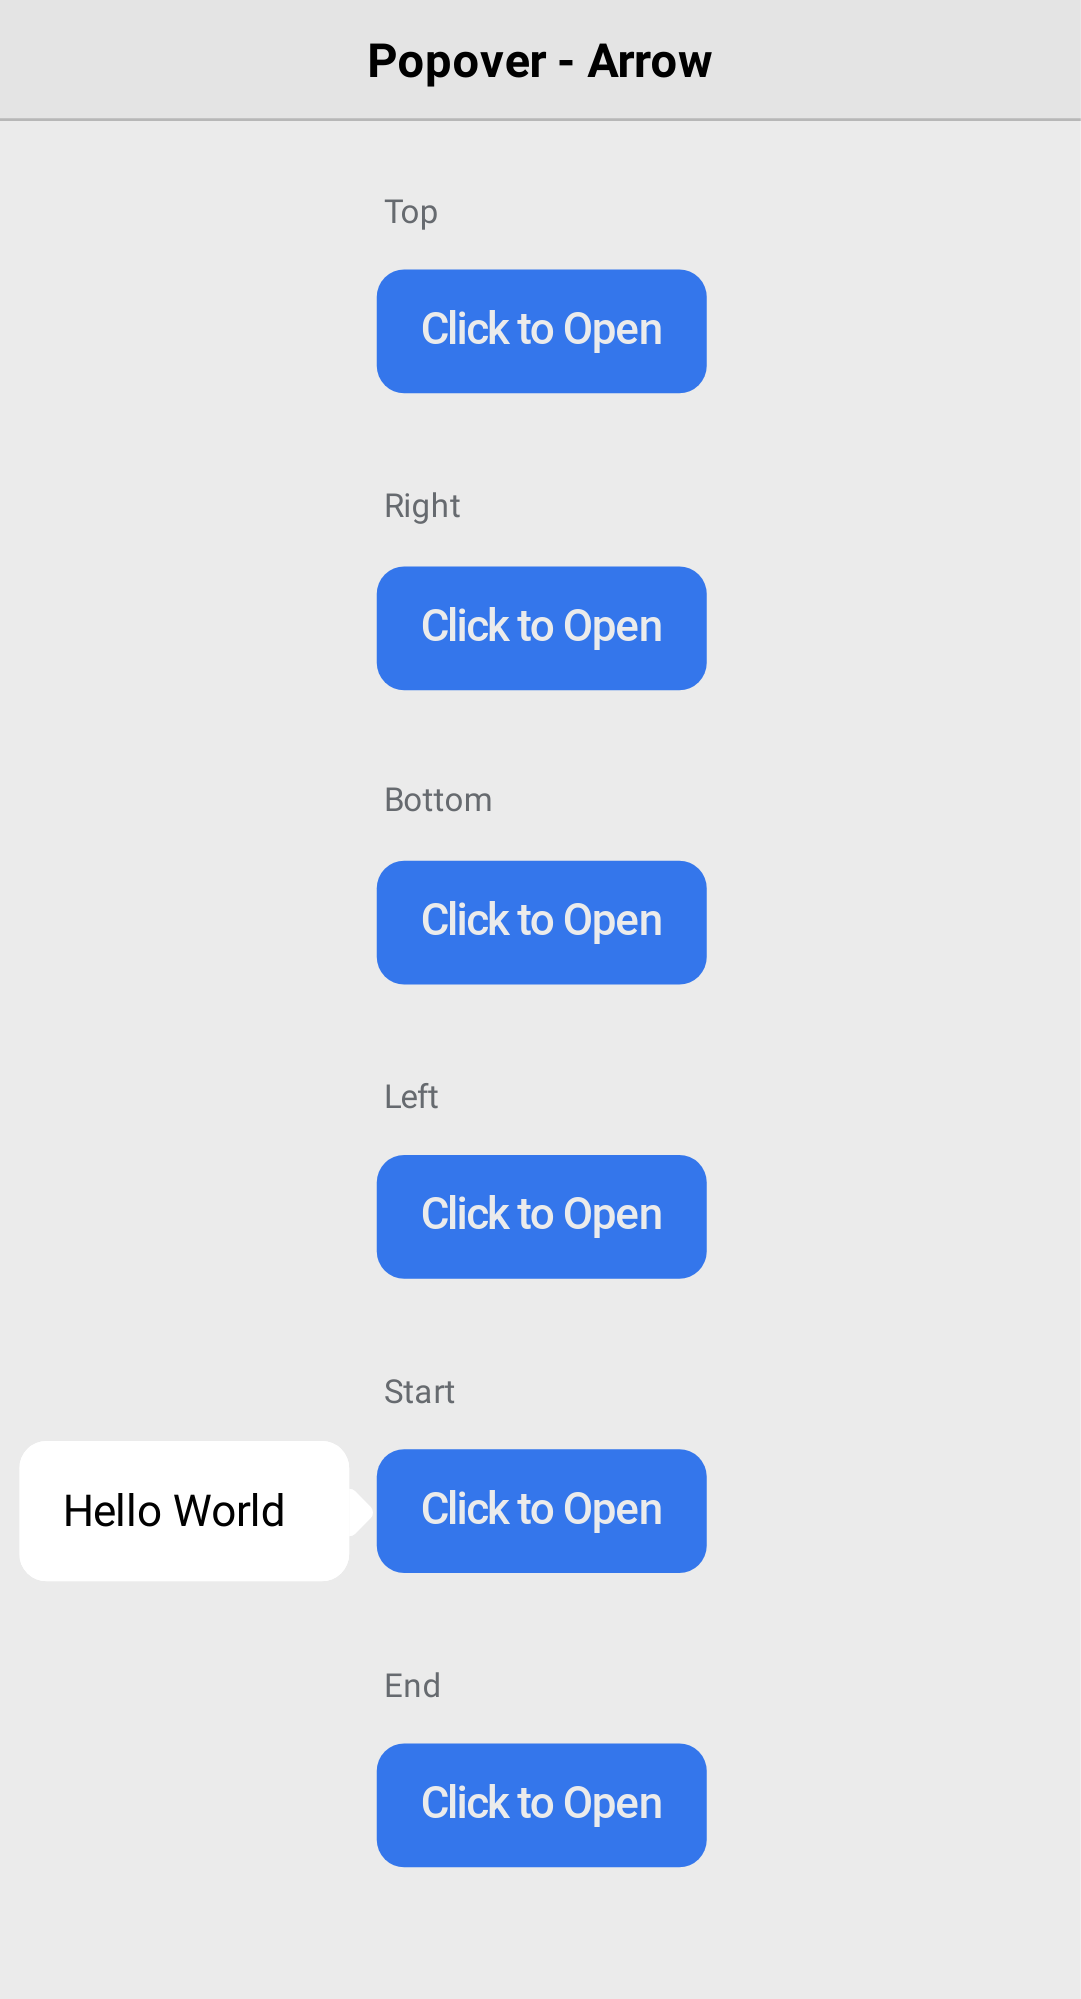 Popover - Arrow
Top
Click to Open
Right
Click to Open
Bottom
Click to Open
Left
Click to Open
Start
Hello World
Click to Open
End
Click to Open